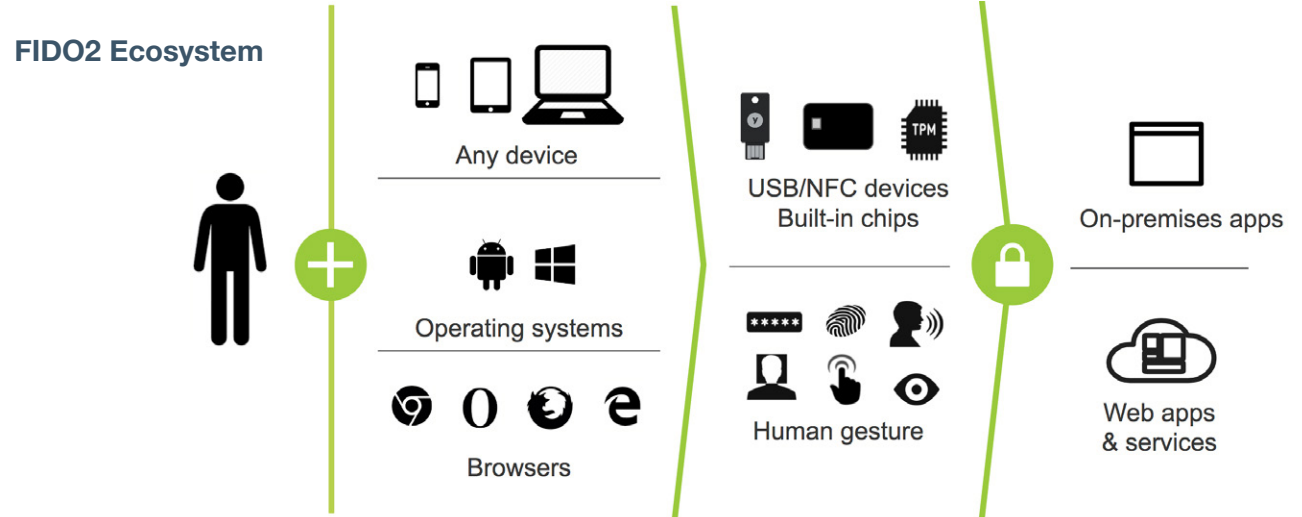 FIDO2 Ecosystem
Any device
Operating systems
Browsers
Y
TPM
USB/NFC devices
Built-in chips
*****
Human gesture
On-premises apps
Web apps
& services